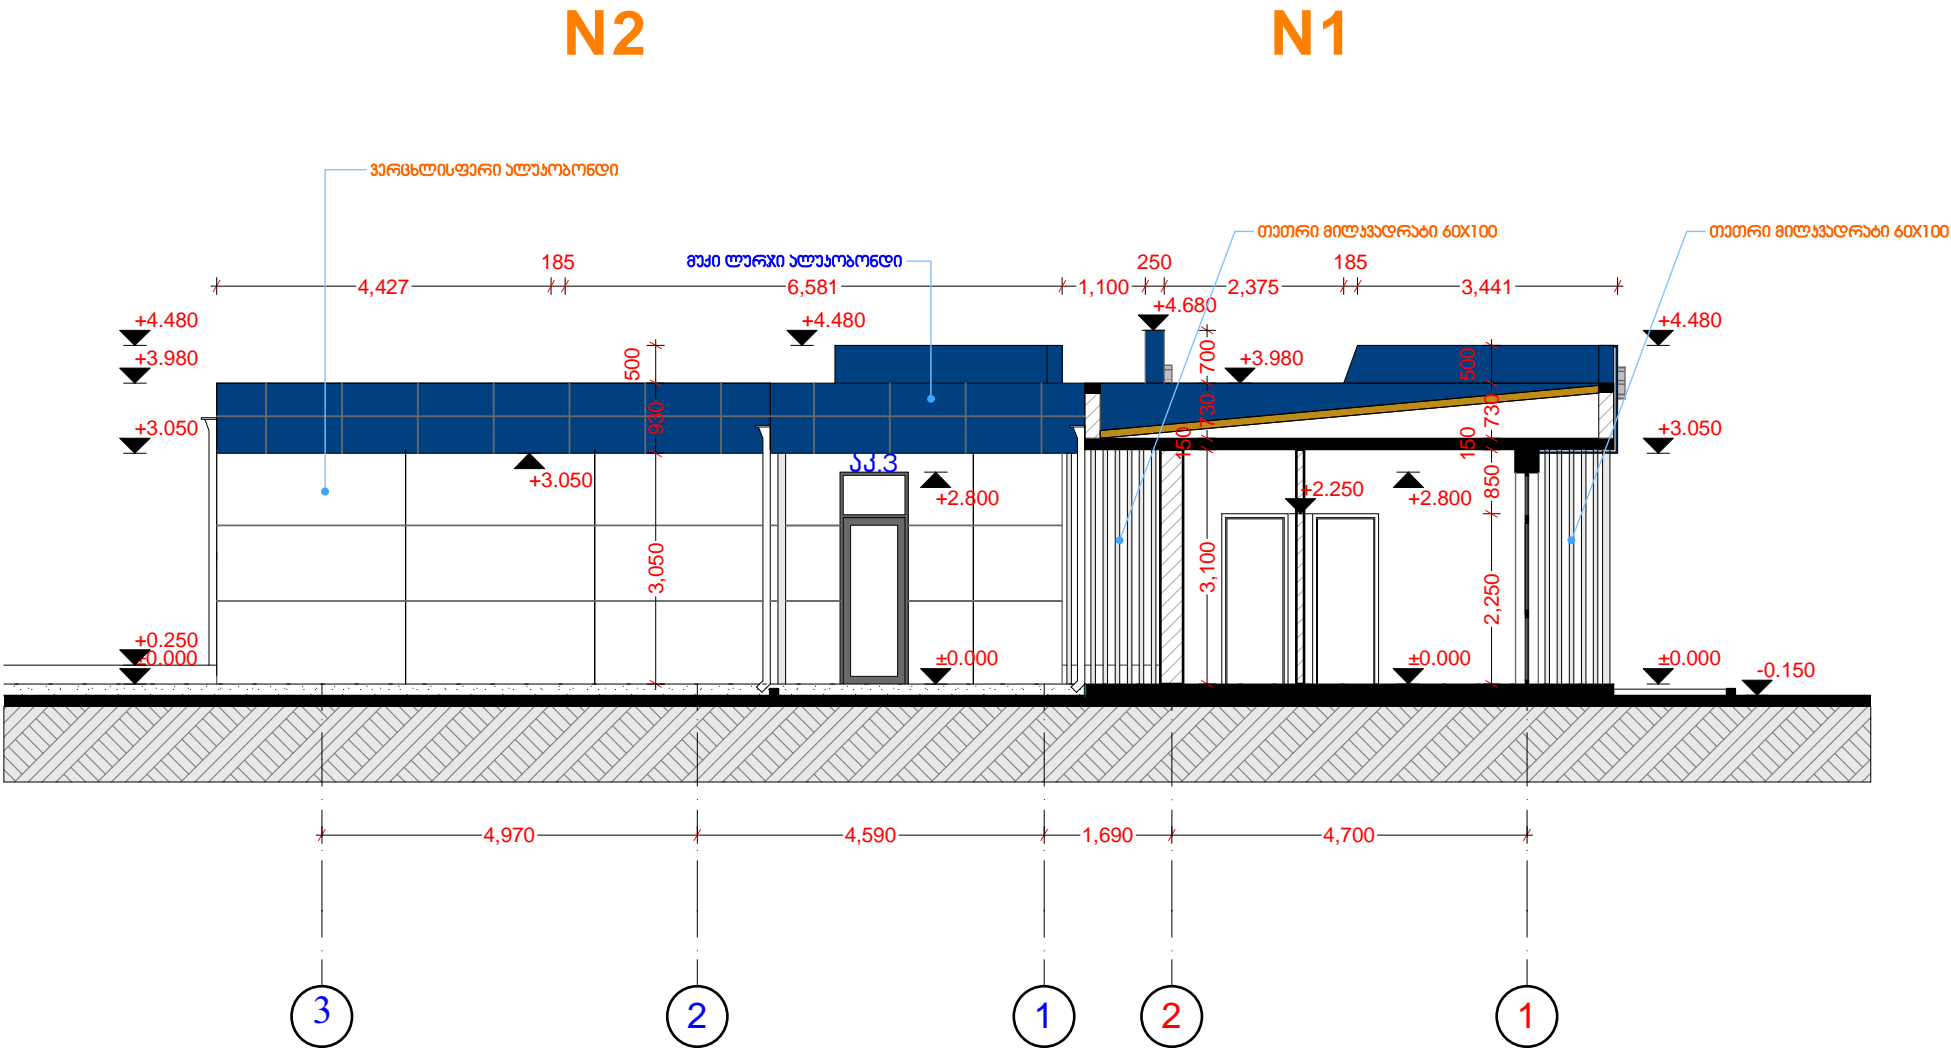 N2 N1
ვერცხლისფერი ალუკობონდი
თეთრი მილკვადრატი 60X100
თეთრი მილკვადრატი 60X100
მუქი ლურჯი ალუკობონდი
185 250 185
4,427 6,581 1,100 2,375 3,441
+4.680
+4.480 +4.480 +4.480
+3.980 +3.980
500 700 500
930 730 730
+3.050 +3.050
150 150
აკ.3
+3.050 +2.800 +2.250 +2.800
850
3,050 3,100 2,250
+0.250
±0.000 ±0.000 ±0.000 ±0.000
-0.150
4,970 4,590 1,690 4,700
3 2 1 2 1